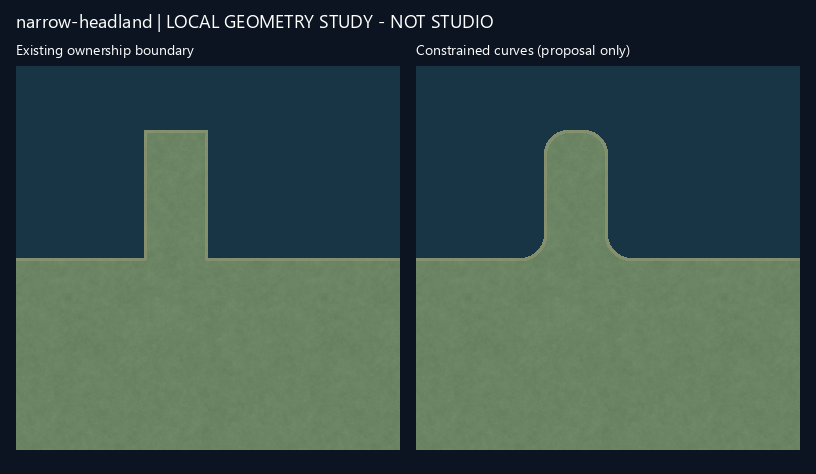 narrow-headland | LOCAL GEOMETRY STUDY - NOT STUDIO
Existing ownership boundary
Constrained curves (proposal only)